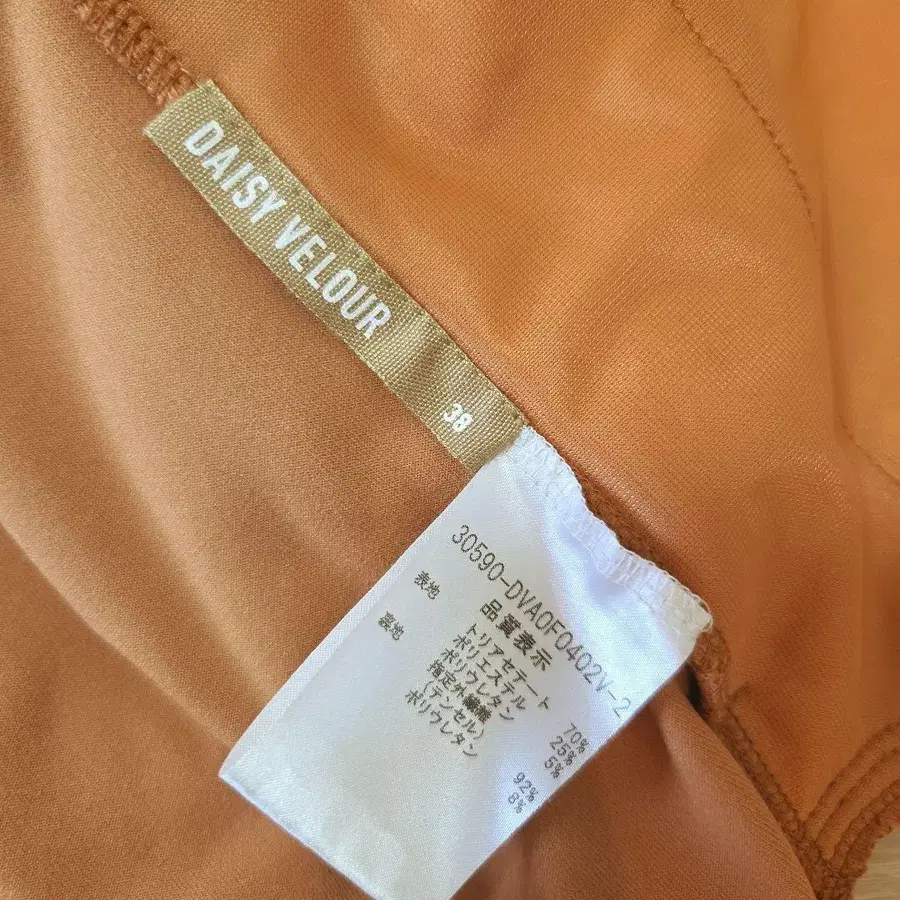 DAISY VELOUR
38
30590-DVA0F0402V-2
品質表示
表地 トリアセテート 70%
ポリエステル 25%
ポリウレタン 5%
裏地 指定外繊維
(テンセル) 92%
ポリウレタン 8%